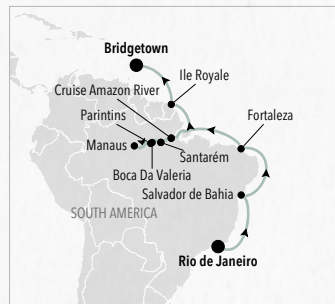 Bridgetown
Ile Royale
Cruise Amazon River
Parintins
Fortaleza
Manaus
Santarém
Boca Da Valeria
Salvador de Bahia
SOUTH AMERICA
Rio de Janeiro